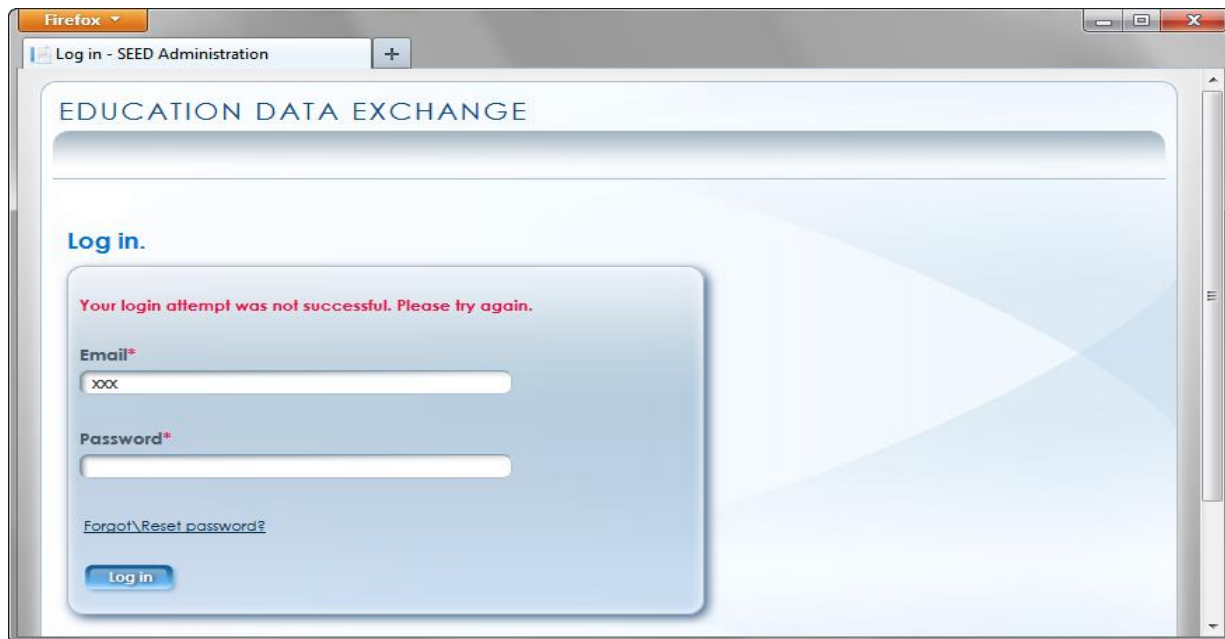 Firefox
Log in - SEED Administration
EDUCATION DATA EXCHANGE
Log in.
Your login attempt was not successful. Please try again.
Email*
xxx
Password*
Forgot\Reset password?
Log in